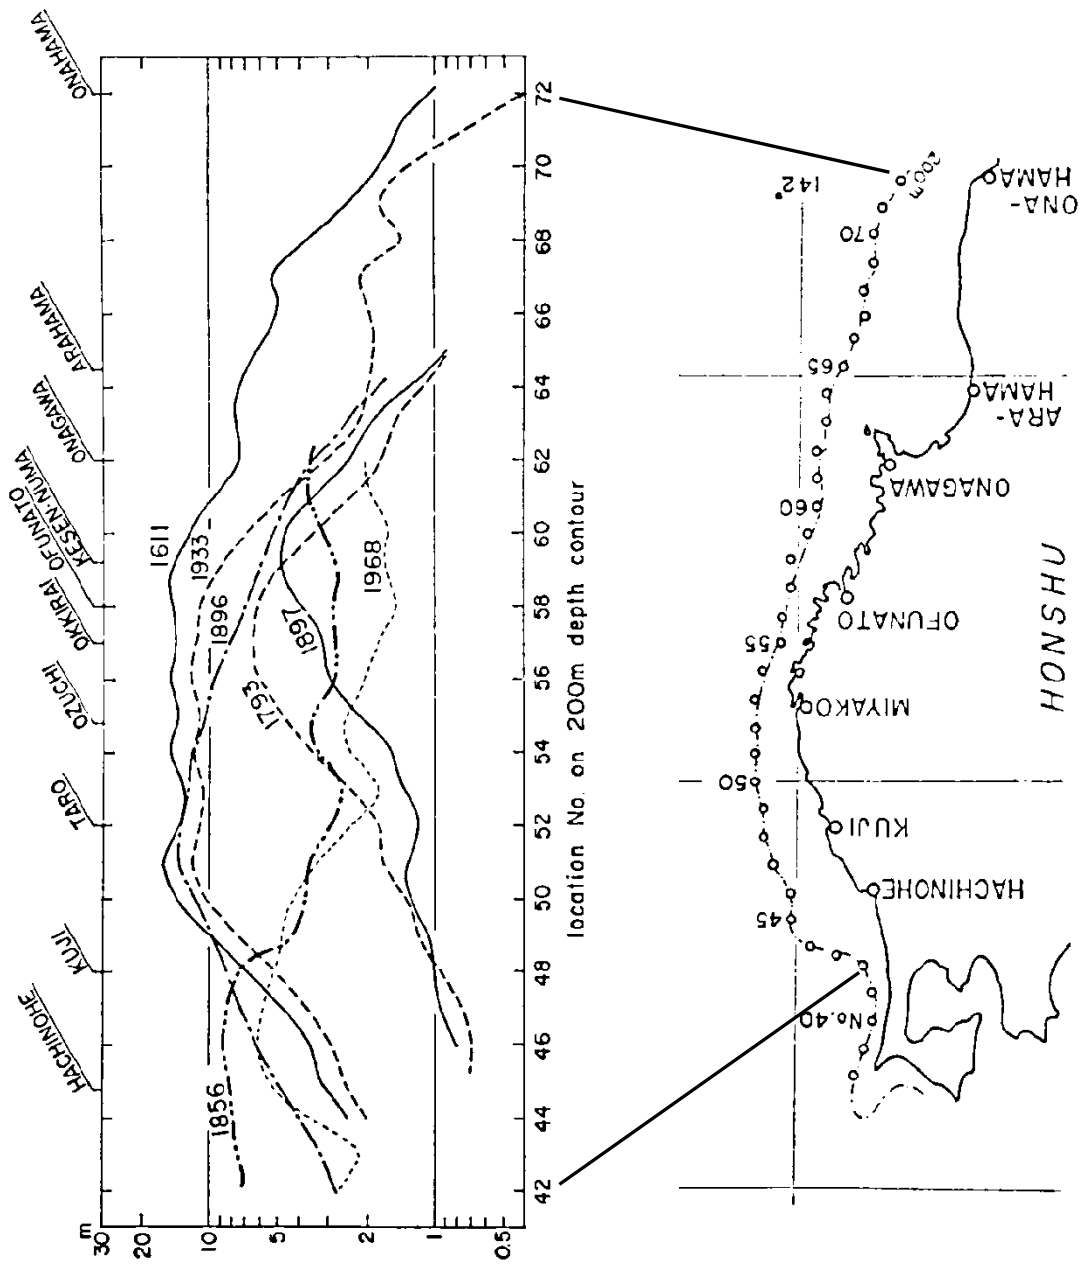 HACHINOHE
KUJI
TARO
OZUCHI
OKKIRAI
OFUNATO
KESEN-NUMA
ONAGAWA
ARAHAMA
ONAHAMA
m
30
20
10
5
2
1
0.5
1611
1933
1896
1897
1793
1968
1856
42 44 46 48 50 52 54 56 58 60 62 64 66 68 70 72
location No. on 200m depth contour
No.40
45
50
55
60
65
70
200m
142°
HACHINOHE
KUJI
MIYAKO
OFUNATO
ONAGAWA
ARA-
HAMA
ONA-
HAMA
HONSHU